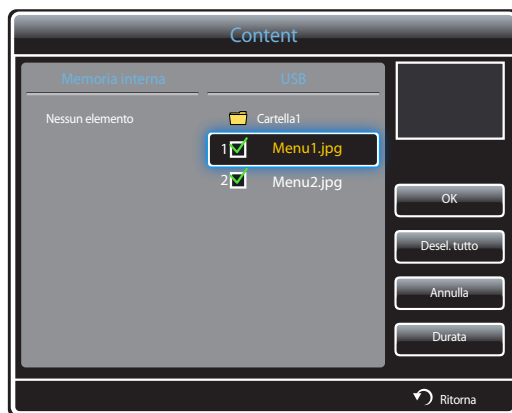 Content
Memoria interna
USB
Nessun elemento
Cartella1
1 Menu1.jpg
2 Menu2.jpg
OK
Desel. tutto
Annulla
Durata
Ritorna